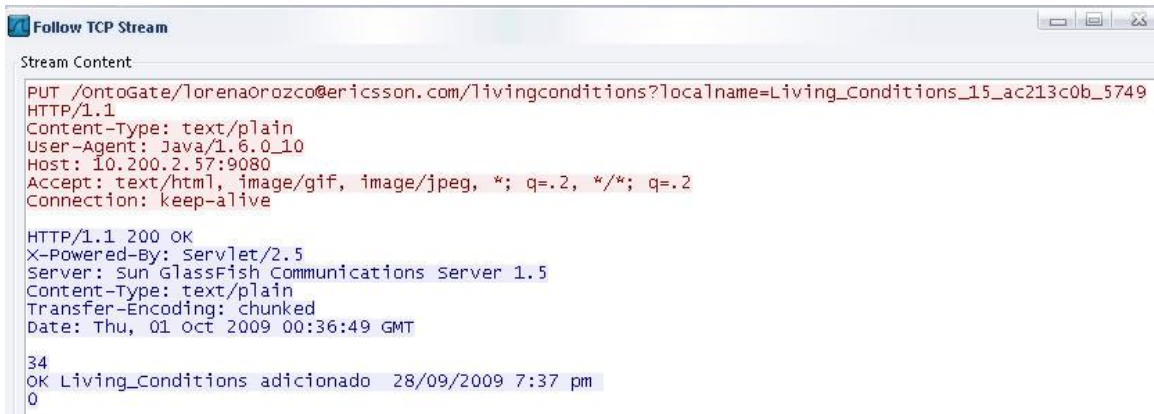 Follow TCP Stream
Stream Content
PUT /OntoGate/lorenaOrozco@ericsson.com/livingconditions?localname=Living_Conditions_15_ac213c0b_5749
HTTP/1.1
Content-Type: text/plain
User-Agent: Java/1.6.0_10
Host: 10.200.2.57:9080
Accept: text/html, image/gif, image/jpeg, *; q=.2, */*; q=.2
Connection: keep-alive
HTTP/1.1 200 OK
X-Powered-By: Servlet/2.5
Server: Sun GlassFish Communications Server 1.5
Content-Type: text/plain
Transfer-Encoding: chunked
Date: Thu, 01 Oct 2009 00:36:49 GMT
34
OK Living_Conditions adicionado  28/09/2009 7:37 pm
0